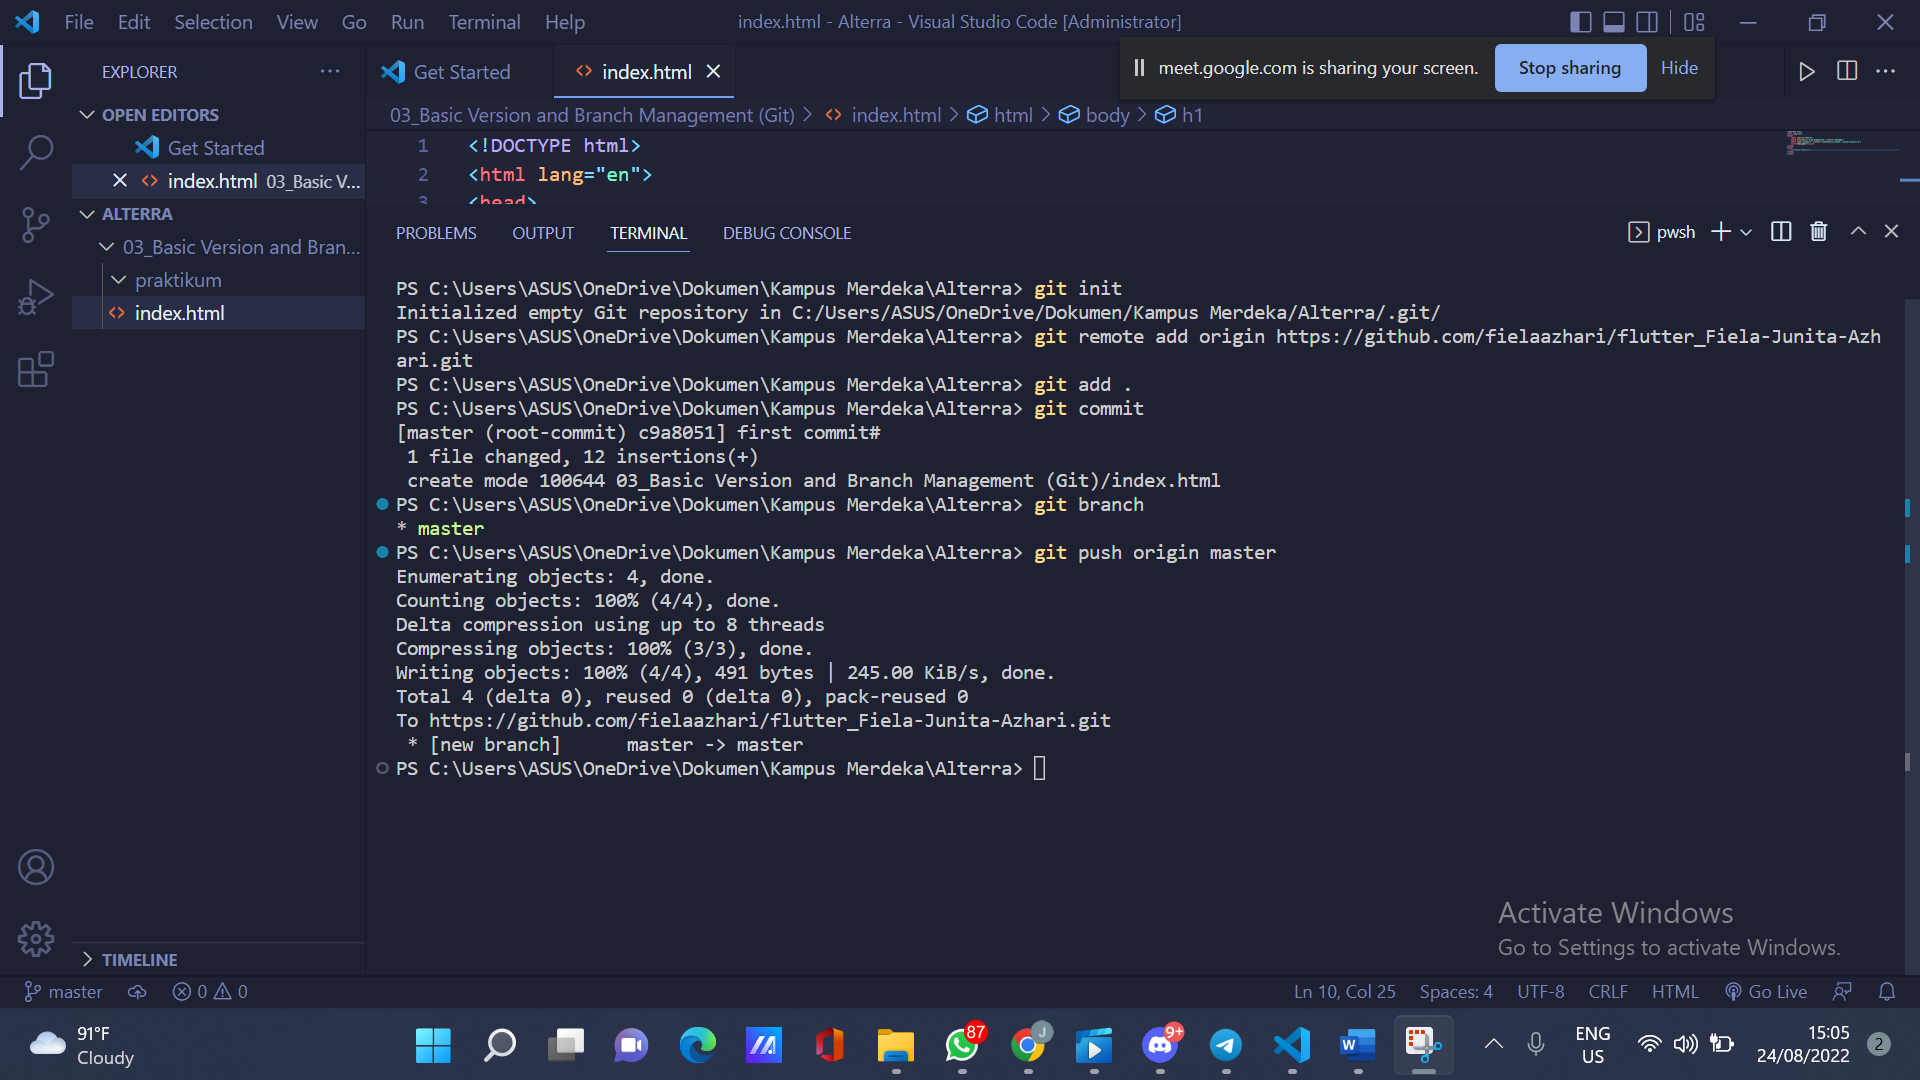 File Edit Selection View Go Run Terminal Help
index.html - Alterra - Visual Studio Code [Administrator]
meet.google.com is sharing your screen. Stop sharing Hide
EXPLORER
OPEN EDITORS
Get Started
index.html 03_Basic V...
ALTERRA
03_Basic Version and Bran...
praktikum
index.html
TIMELINE
Get Started
index.html
03_Basic Version and Branch Management (Git) > index.html > html > body > h1
1 <!DOCTYPE html>
2 <html lang="en">
3 <head>
PROBLEMS OUTPUT TERMINAL DEBUG CONSOLE
pwsh
PS C:\Users\ASUS\OneDrive\Dokumen\Kampus Merdeka\Alterra> git init
Initialized empty Git repository in C:/Users/ASUS/OneDrive/Dokumen/Kampus Merdeka/Alterra/.git/
PS C:\Users\ASUS\OneDrive\Dokumen\Kampus Merdeka\Alterra> git remote add origin https://github.com/fielaazhari/flutter_Fiela-Junita-Azh
ari.git
PS C:\Users\ASUS\OneDrive\Dokumen\Kampus Merdeka\Alterra> git add .
PS C:\Users\ASUS\OneDrive\Dokumen\Kampus Merdeka\Alterra> git commit
[master (root-commit) c9a8051] first commit#
1 file changed, 12 insertions(+)
create mode 100644 03_Basic Version and Branch Management (Git)/index.html
PS C:\Users\ASUS\OneDrive\Dokumen\Kampus Merdeka\Alterra> git branch
* master
PS C:\Users\ASUS\OneDrive\Dokumen\Kampus Merdeka\Alterra> git push origin master
Enumerating objects: 4, done.
Counting objects: 100% (4/4), done.
Delta compression using up to 8 threads
Compressing objects: 100% (3/3), done.
Writing objects: 100% (4/4), 491 bytes | 245.00 KiB/s, done.
Total 4 (delta 0), reused 0 (delta 0), pack-reused 0
To https://github.com/fielaazhari/flutter_Fiela-Junita-Azhari.git
* [new branch]      master -> master
PS C:\Users\ASUS\OneDrive\Dokumen\Kampus Merdeka\Alterra>
Activate Windows
Go to Settings to activate Windows.
master 0 0
Ln 10, Col 25 Spaces: 4 UTF-8 CRLF HTML Go Live
91°F
Cloudy
87
J
9+
W
ENG
US
15:05
24/08/2022
2